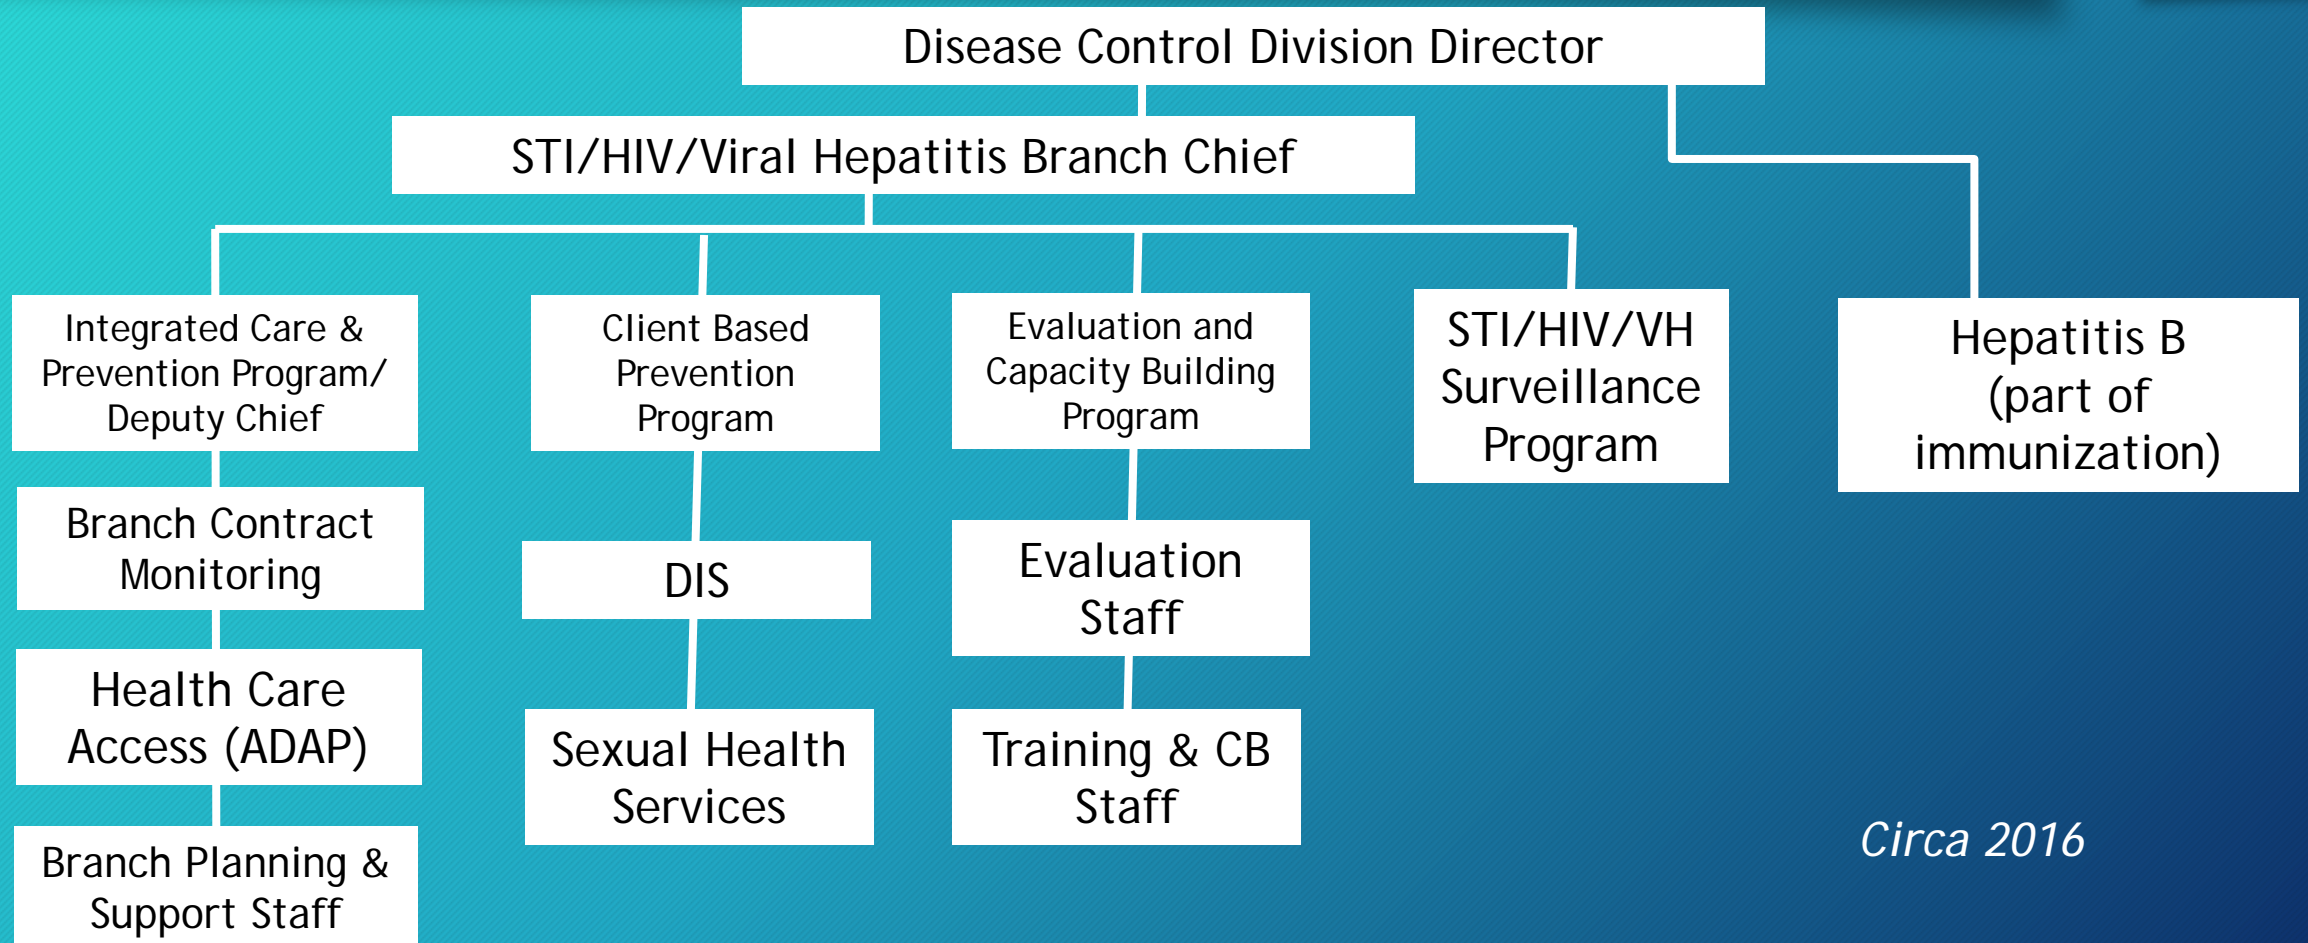 Disease Control Division Director
STI/HIV/Viral Hepatitis Branch Chief
Integrated Care &
Prevention Program/
Deputy Chief
Client Based
Prevention
Program
Evaluation and
Capacity Building
Program
STI/HIV/VH
Surveillance
Program
Hepatitis B
(part of
immunization)
Branch Contract
Monitoring
DIS
Evaluation
Staff
Health Care
Access (ADAP)
Sexual Health
Services
Training & CB
Staff
Branch Planning &
Support Staff
Circa 2016